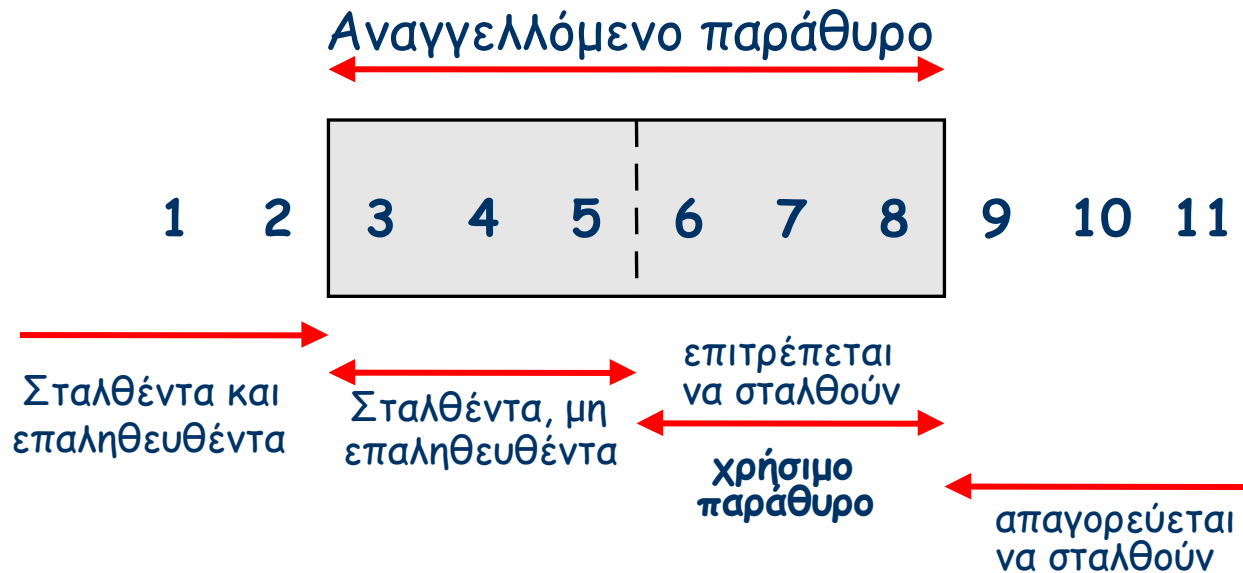 Αναγγελλόμενο παράθυρο
1 2 3 4 5 6 7 8 9 10 11
Σταλθέντα και
επαληθευθέντα
Σταλθέντα, μη
επαληθευθέντα
επιτρέπεται
να σταλθούν
χρήσιμο
παράθυρο
απαγορεύεται
να σταλθούν